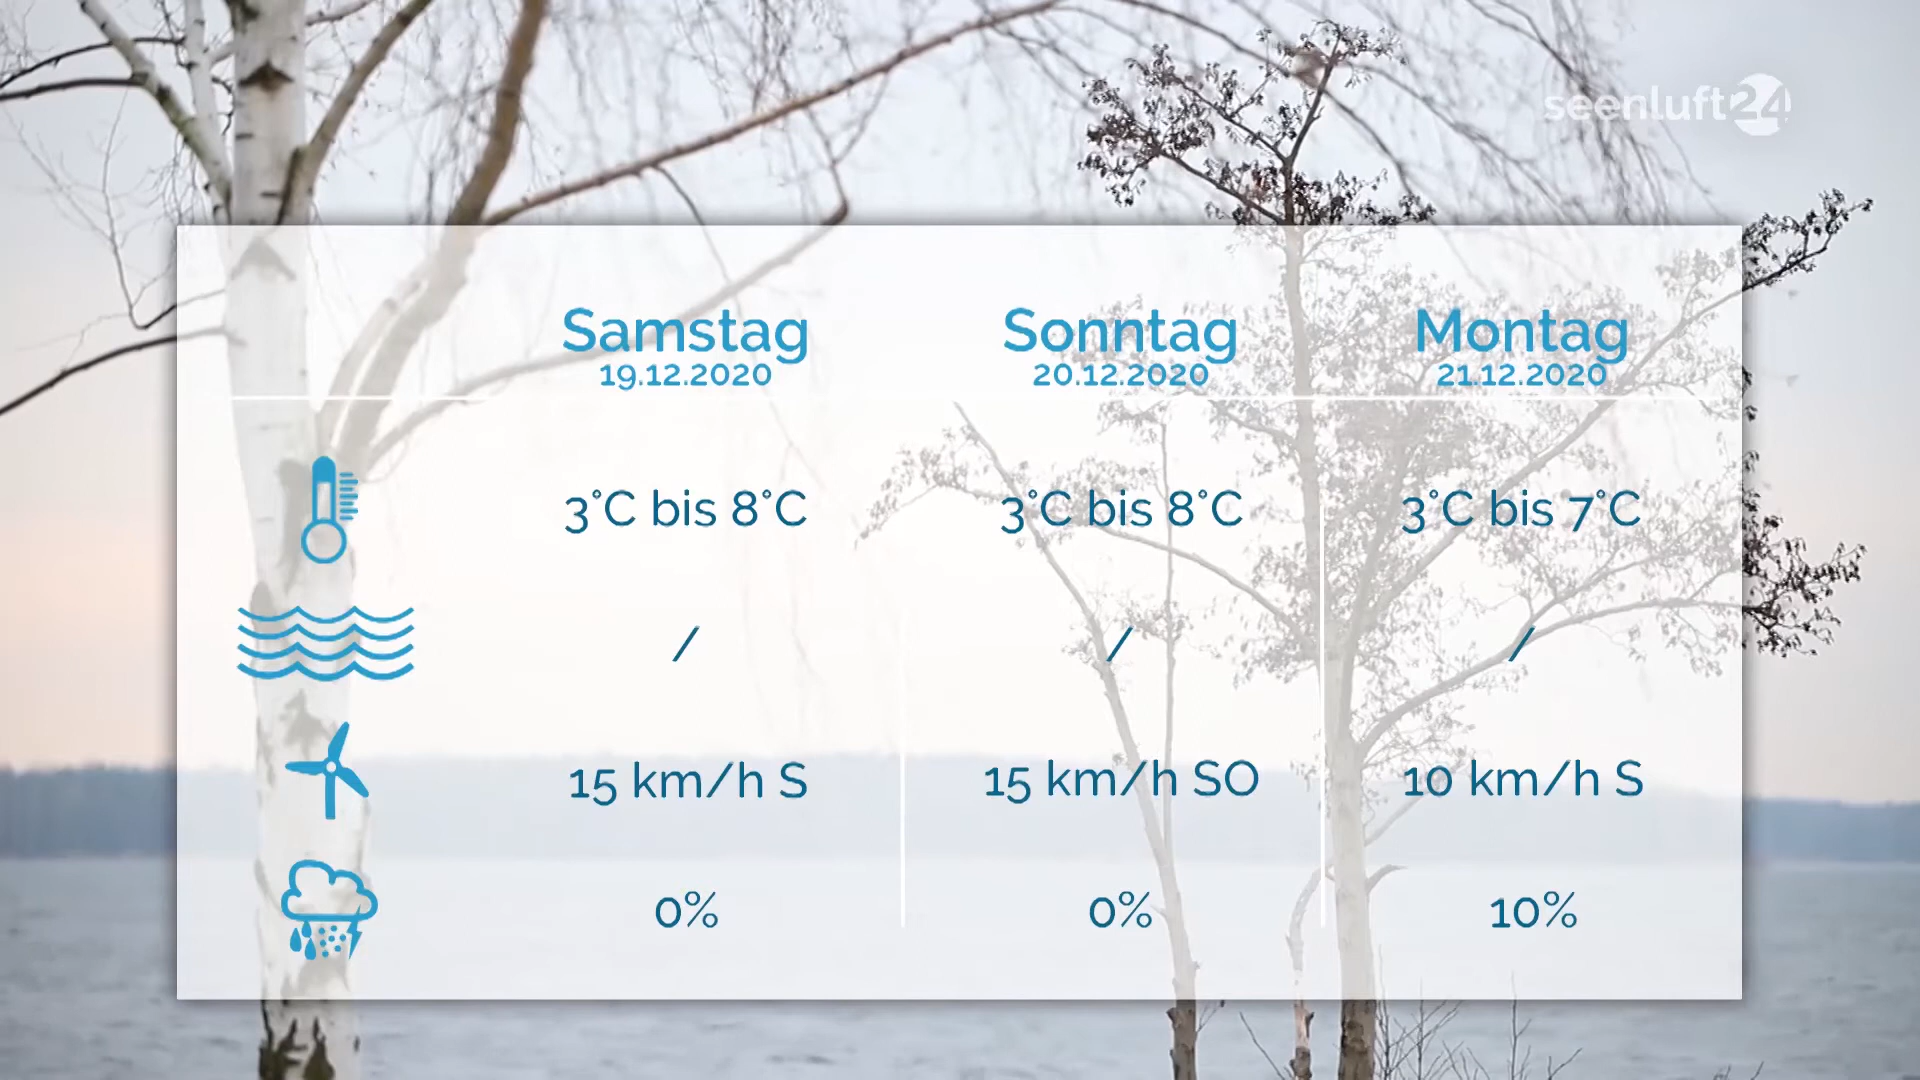 seenluft24
Samstag Sonntag Montag
19.12.2020 20.12.2020 21.12.2020
3°C bis 8°C 3°C bis 8°C 3°C bis 7°C
/ / /
15 km/h S 15 km/h SO 10 km/h S
0% 0% 10%